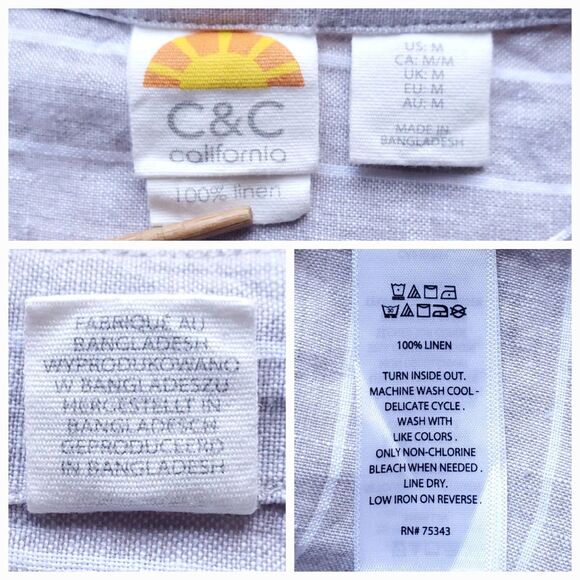 C&C
california
100% linen
US: M
CA: M/M
UK: M
EU: M
AU: M
MADE IN
BANGLADESH
FABRIQUÉ AU
BANGLADESH
WYPRODUKOWANO
W BANGLADESZU
HERGESTELLT IN
BANGLADESCH
GEPRODUCEERD
IN BANGLADESH
100% LINEN
TURN INSIDE OUT.
MACHINE WASH COOL -
DELICATE CYCLE .
WASH WITH
LIKE COLORS .
ONLY NON-CHLORINE
BLEACH WHEN NEEDED .
LINE DRY.
LOW IRON ON REVERSE .
RN# 75343